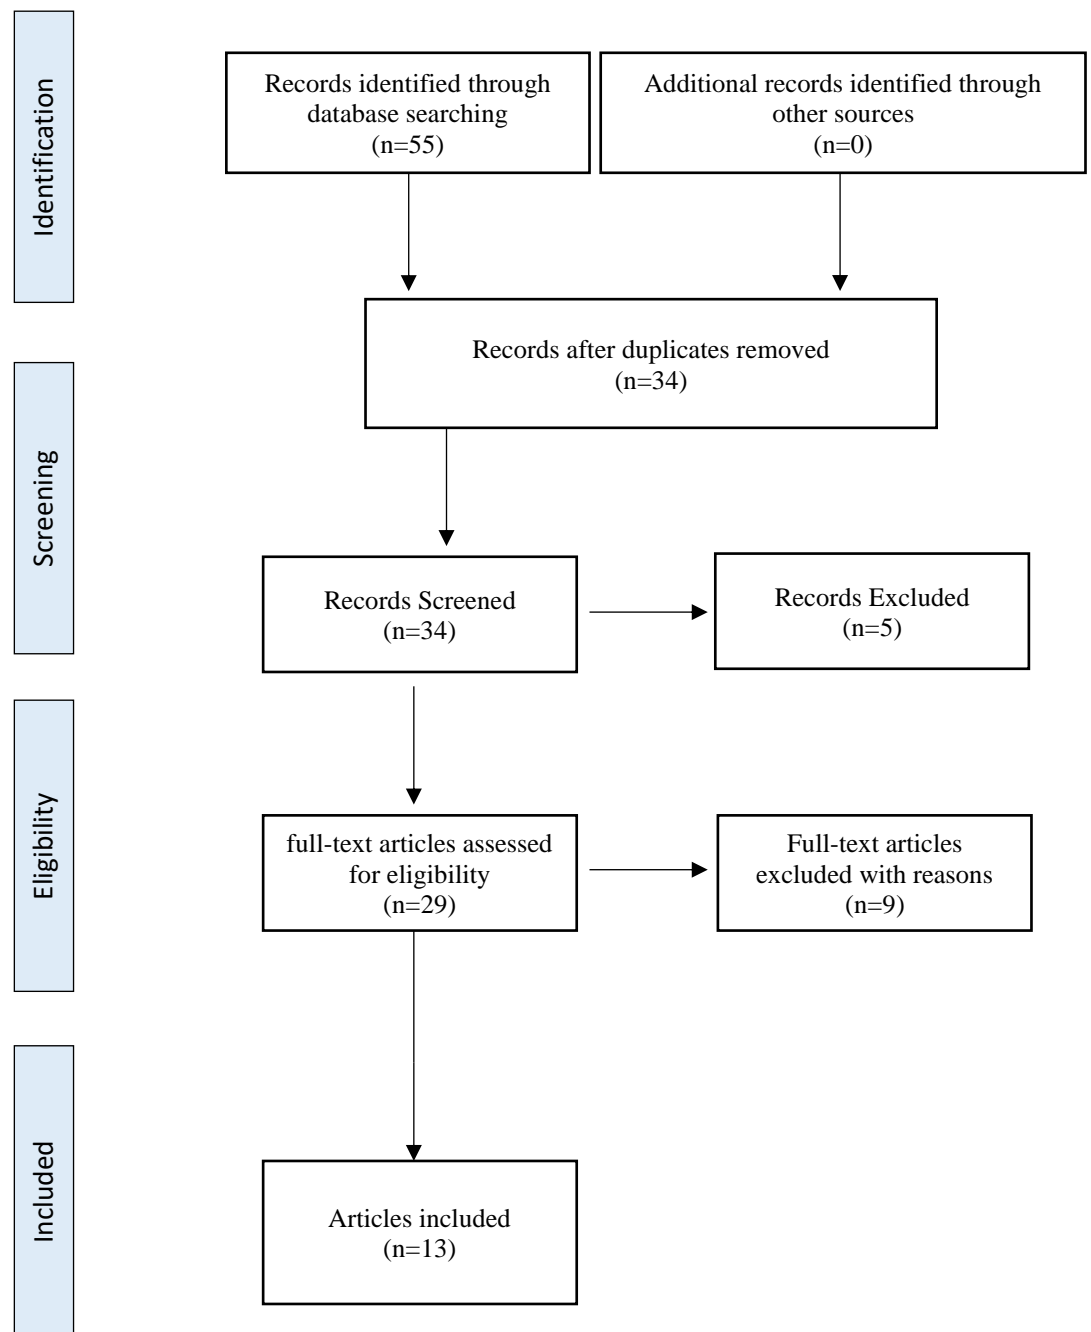 Identification
Records identified through
database searching
(n=55)
Additional records identified through
other sources
(n=0)
Records after duplicates removed
(n=34)
Screening
Records Screened
(n=34)
Records Excluded
(n=5)
Eligibility
full-text articles assessed
for eligibility
(n=29)
Full-text articles
excluded with reasons
(n=9)
Included
Articles included
(n=13)